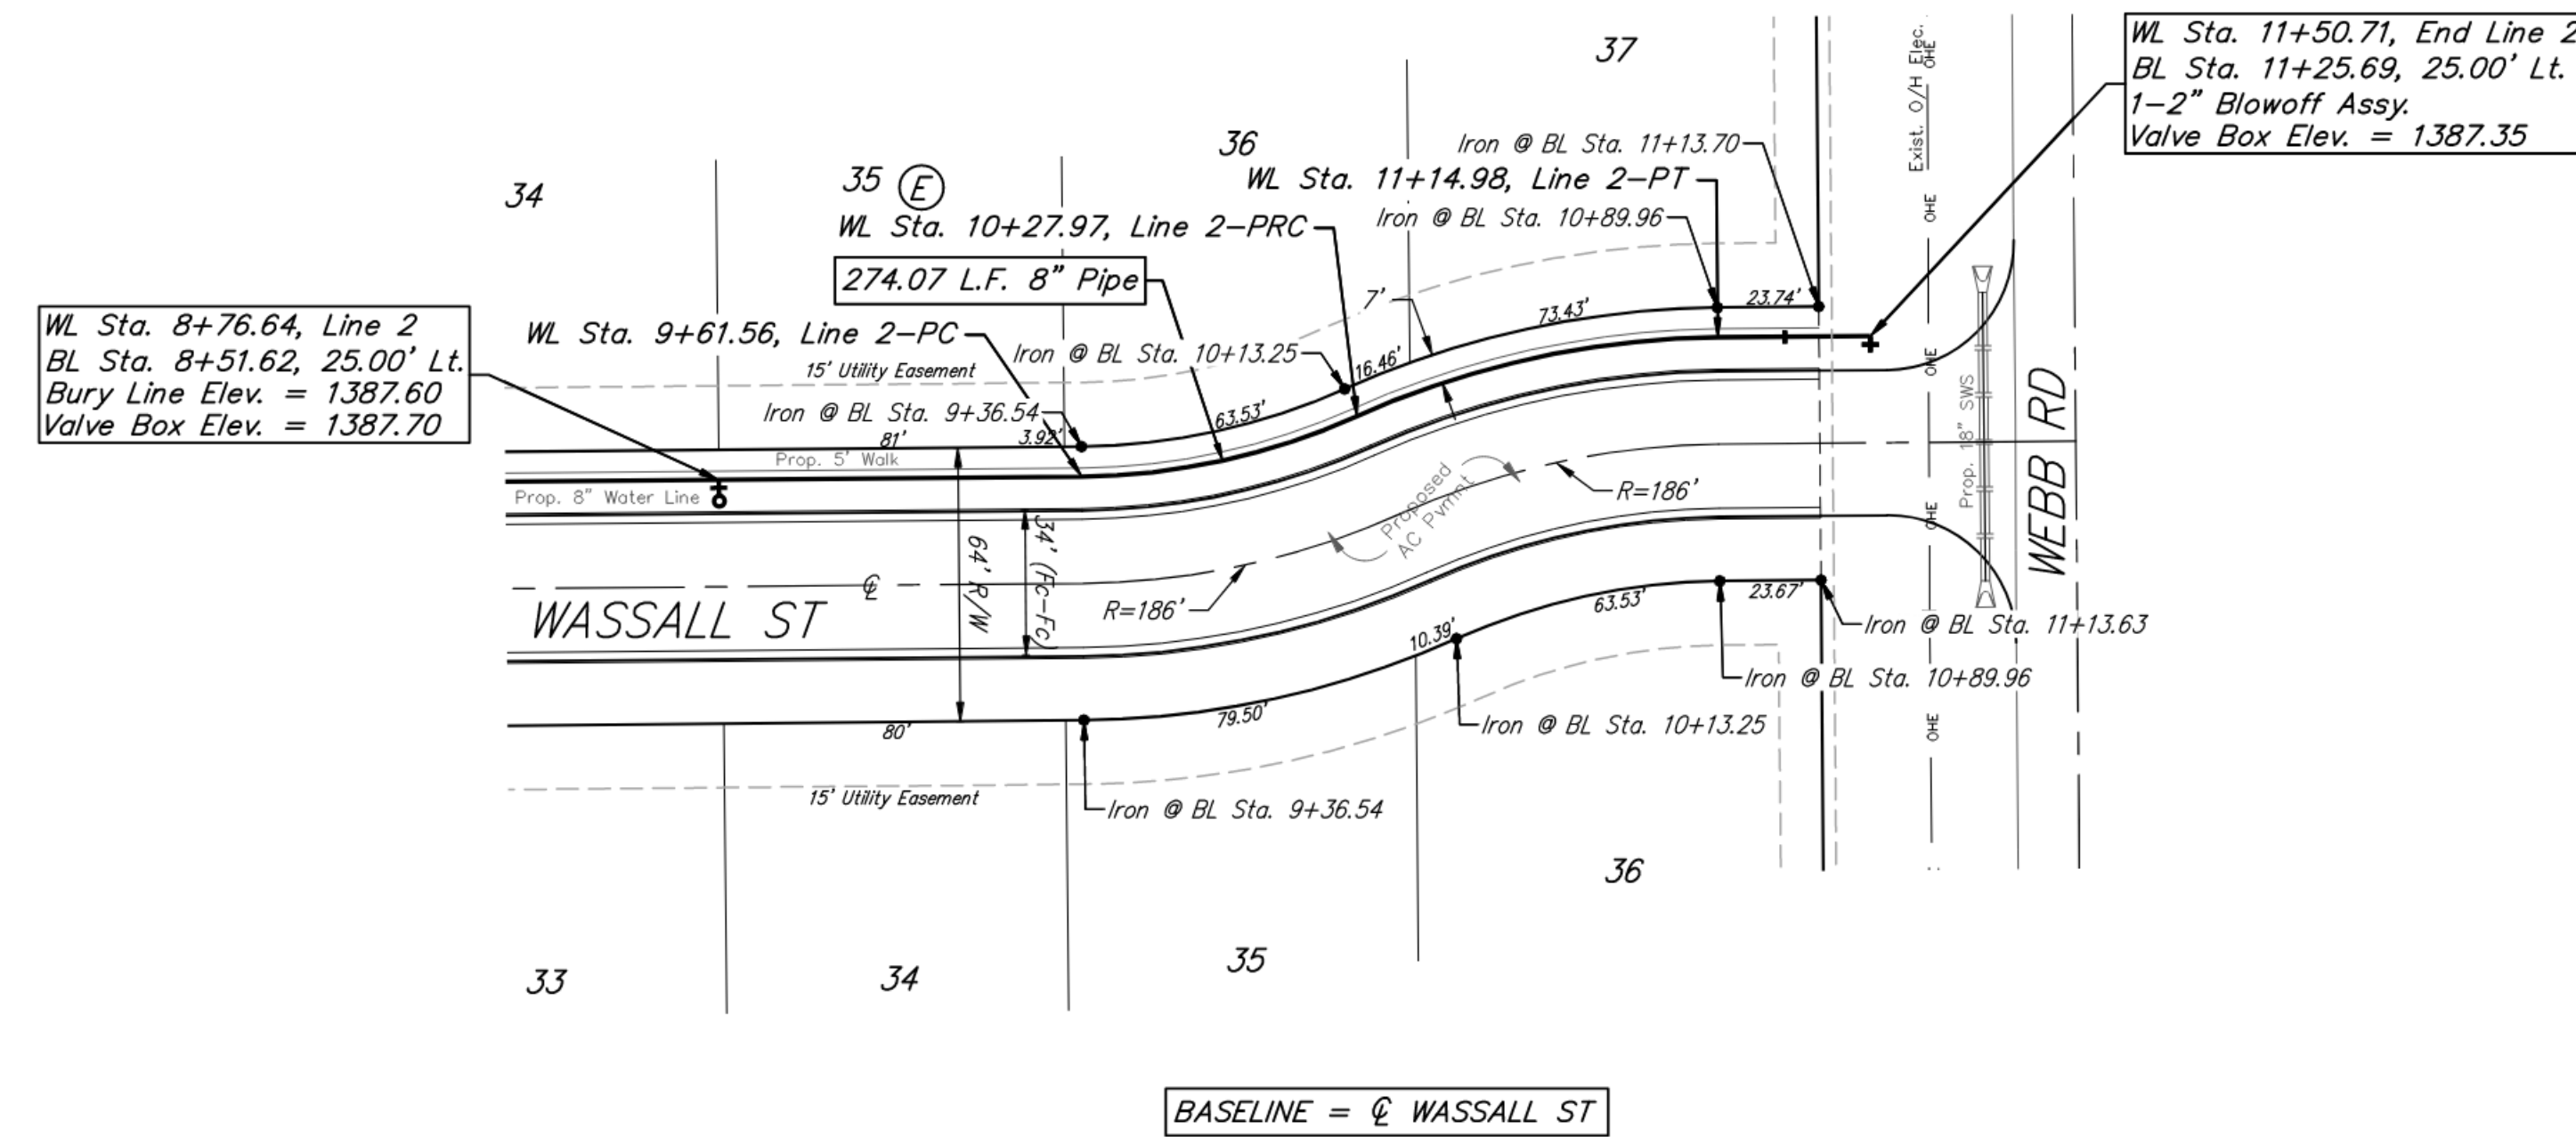 37
WL Sta. 11+50.71, End Line 2
BL Sta. 11+25.69, 25.00' Lt.
1-2" Blowoff Assy.
Valve Box Elev. = 1387.35
Exist. O/H Elec.
OHE
36
Iron @ BL Sta. 11+13.70
35 E
WL Sta. 11+14.98, Line 2-PT
34
WL Sta. 10+27.97, Line 2-PRC
Iron @ BL Sta. 10+89.96
OHE
274.07 L.F. 8" Pipe
7'
73.43'
23.74'
WL Sta. 8+76.64, Line 2
BL Sta. 8+51.62, 25.00' Lt.
Bury Line Elev. = 1387.60
Valve Box Elev. = 1387.70
WL Sta. 9+61.56, Line 2-PC
Iron @ BL Sta. 10+13.25
16.46'
15' Utility Easement
OHE
Iron @ BL Sta. 9+36.54
63.53'
81'
3.92'
Prop. 5' Walk
Prop. 8" Water Line
Prop. 18" SWS
WEBB RD
Proposed
AC Pvmnt
R=186'
OHE
34' (Fc-Fc)
64' R/W
℄
WASSALL ST
R=186'
63.53'
23.67'
Iron @ BL Sta. 11+13.63
10.39'
Iron @ BL Sta. 10+89.96
79.50'
Iron @ BL Sta. 10+13.25
80'
OHE
15' Utility Easement
Iron @ BL Sta. 9+36.54
36
35
34
33
BASELINE = ℄ WASSALL ST